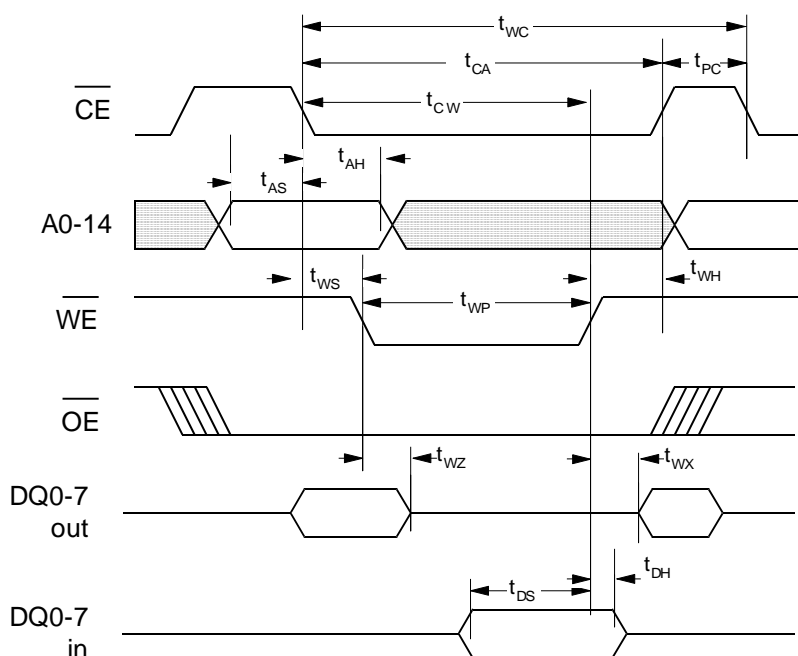 tWC
tCA tPC
CE
tCW
tAH
tAS
A0-14
tWS tWH
tWP
WE
OE
tWZ tWX
DQ0-7
out
tDH
tDS
DQ0-7
in